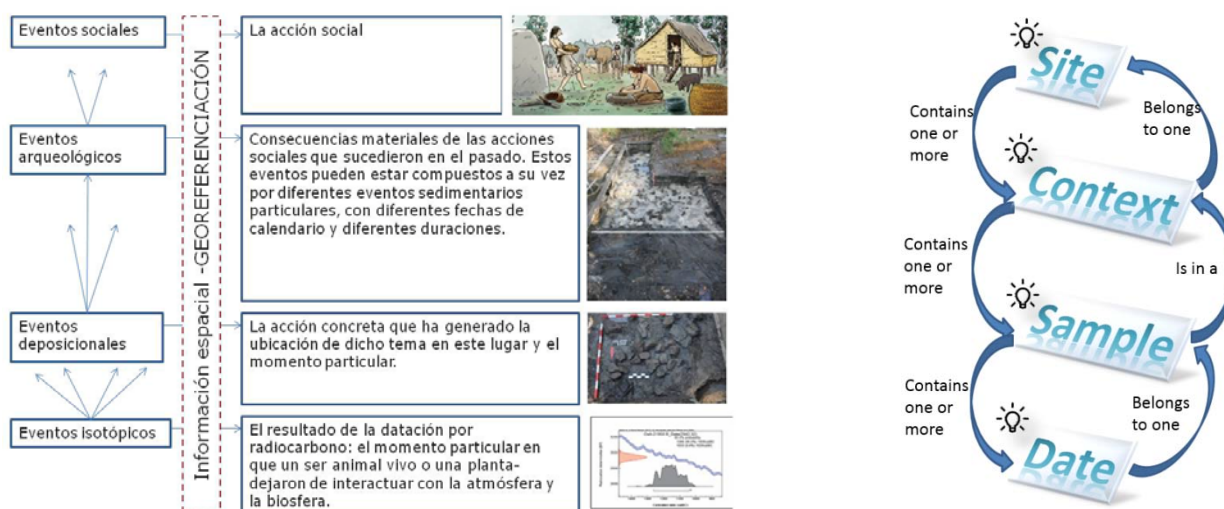 Eventos sociales
La acción social
Eventos
arqueológicos
Consecuencias materiales de las acciones
sociales que sucedieron en el pasado. Estos
eventos pueden estar compuestos a su vez
por diferentes eventos sedimentarios
particulares, con diferentes fechas de
calendario y diferentes duraciones.
Eventos
deposicionales
La acción concreta que ha generado la
ubicación de dicho tema en este lugar y el
momento particular.
Eventos isotópicos
El resultado de la datación por
radiocarbono: el momento particular en
que un ser animal vivo o una planta-
dejaron de interactuar con la atmósfera y
la biosfera.
Información espacial -GEOREFERENCIACIÓN
Site
Contains
one or
more
Belongs
to one
Context
Contains
one or
more
Is in a
Sample
Contains
one or
more
Belongs
to one
Date